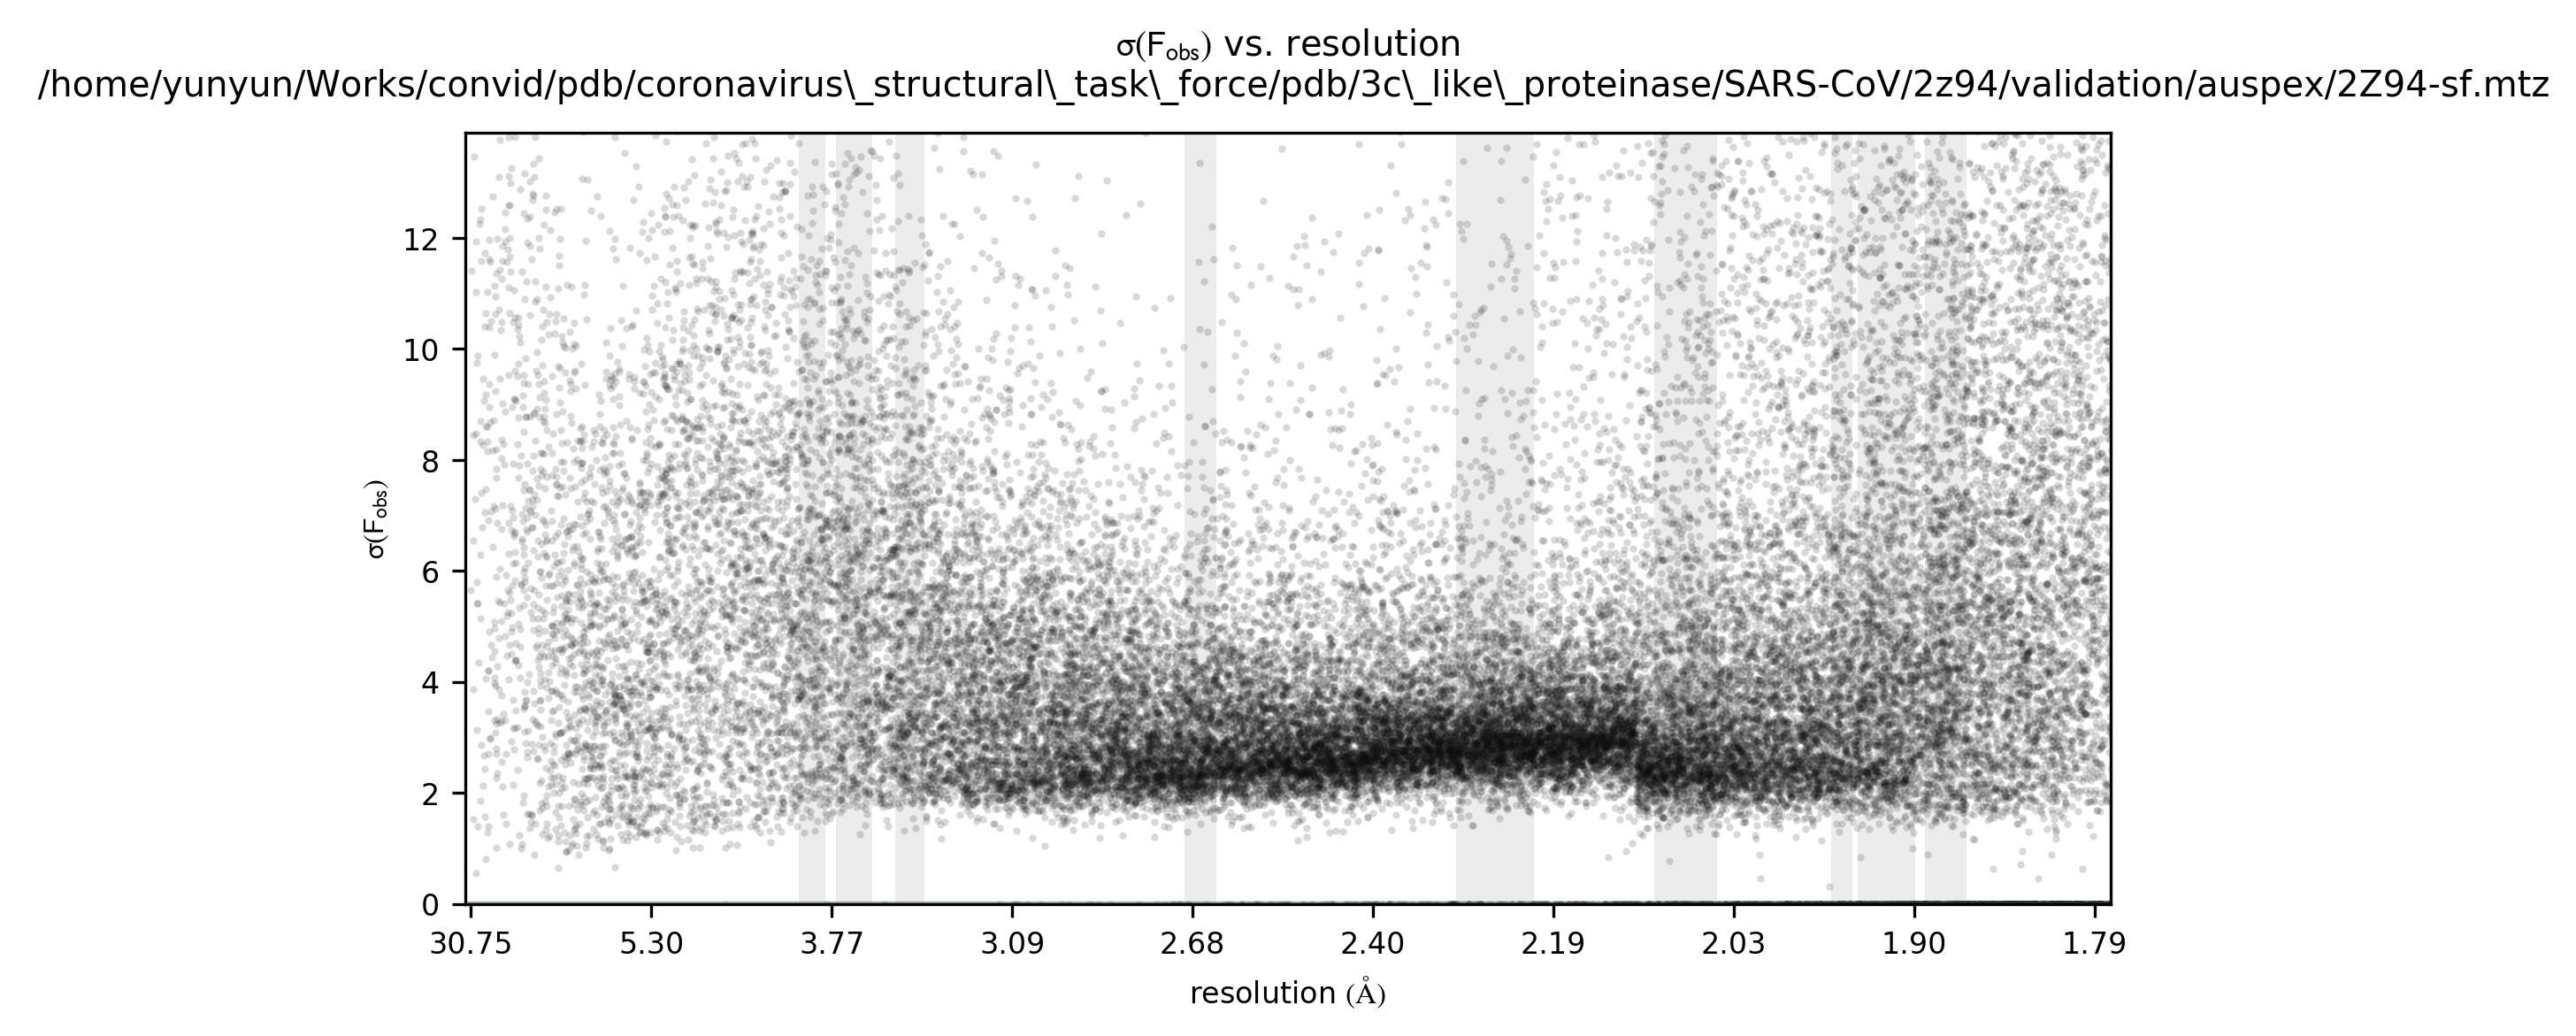 σ(Fobs) vs. resolution
/home/yunyun/Works/convid/pdb/coronavirus\_structural\_task\_force/pdb/3c\_like\_proteinase/SARS-CoV/2z94/validation/auspex/2Z94-sf.mtz
σ(Fobs)
12
10
8
6
4
2
0
30.75 5.30 3.77 3.09 2.68 2.40 2.19 2.03 1.90 1.79
resolution (Å)